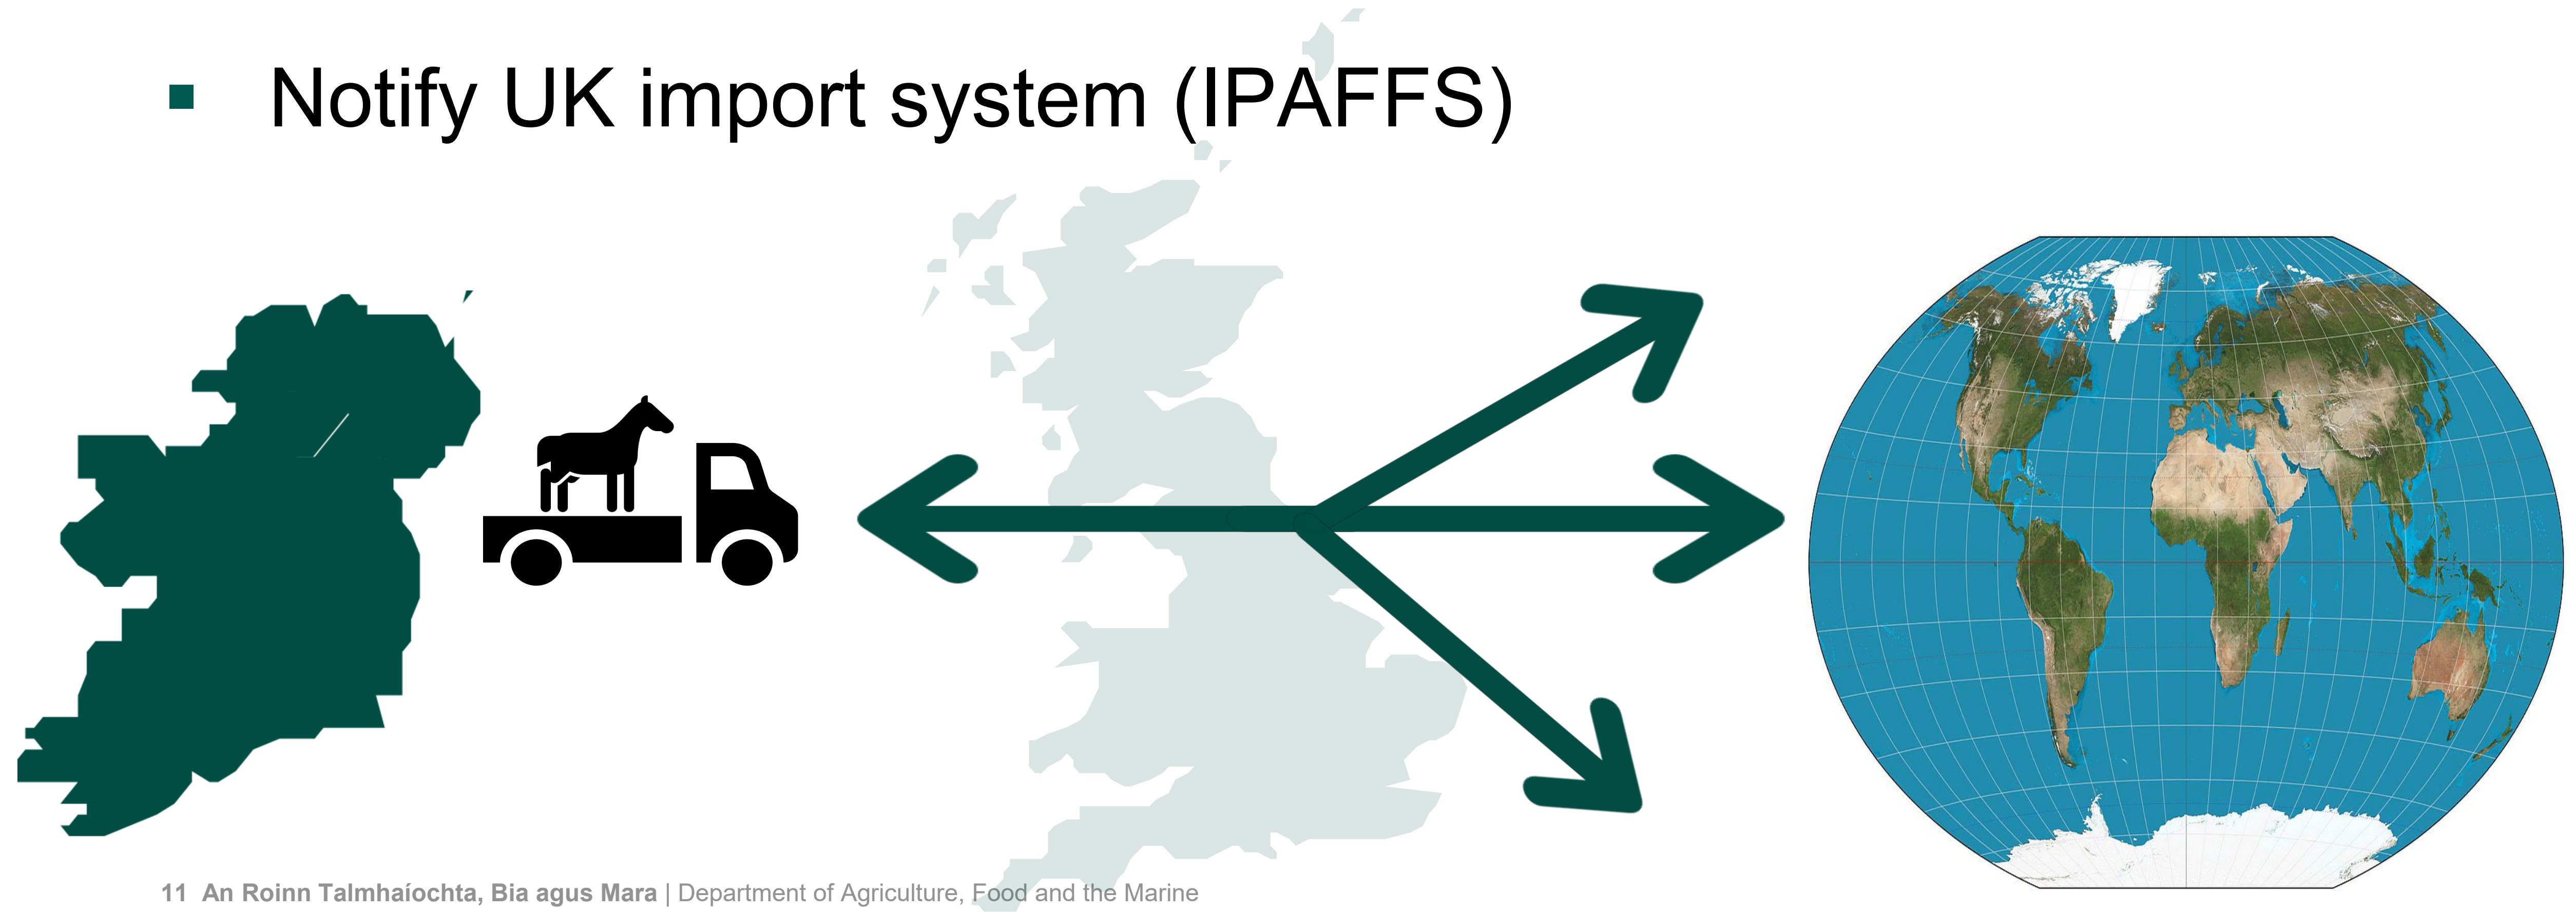 ▪ Notify UK import system (IPAFFS)
11 An Roinn Talmhaíochta, Bia agus Mara | Department of Agriculture, Food and the Marine